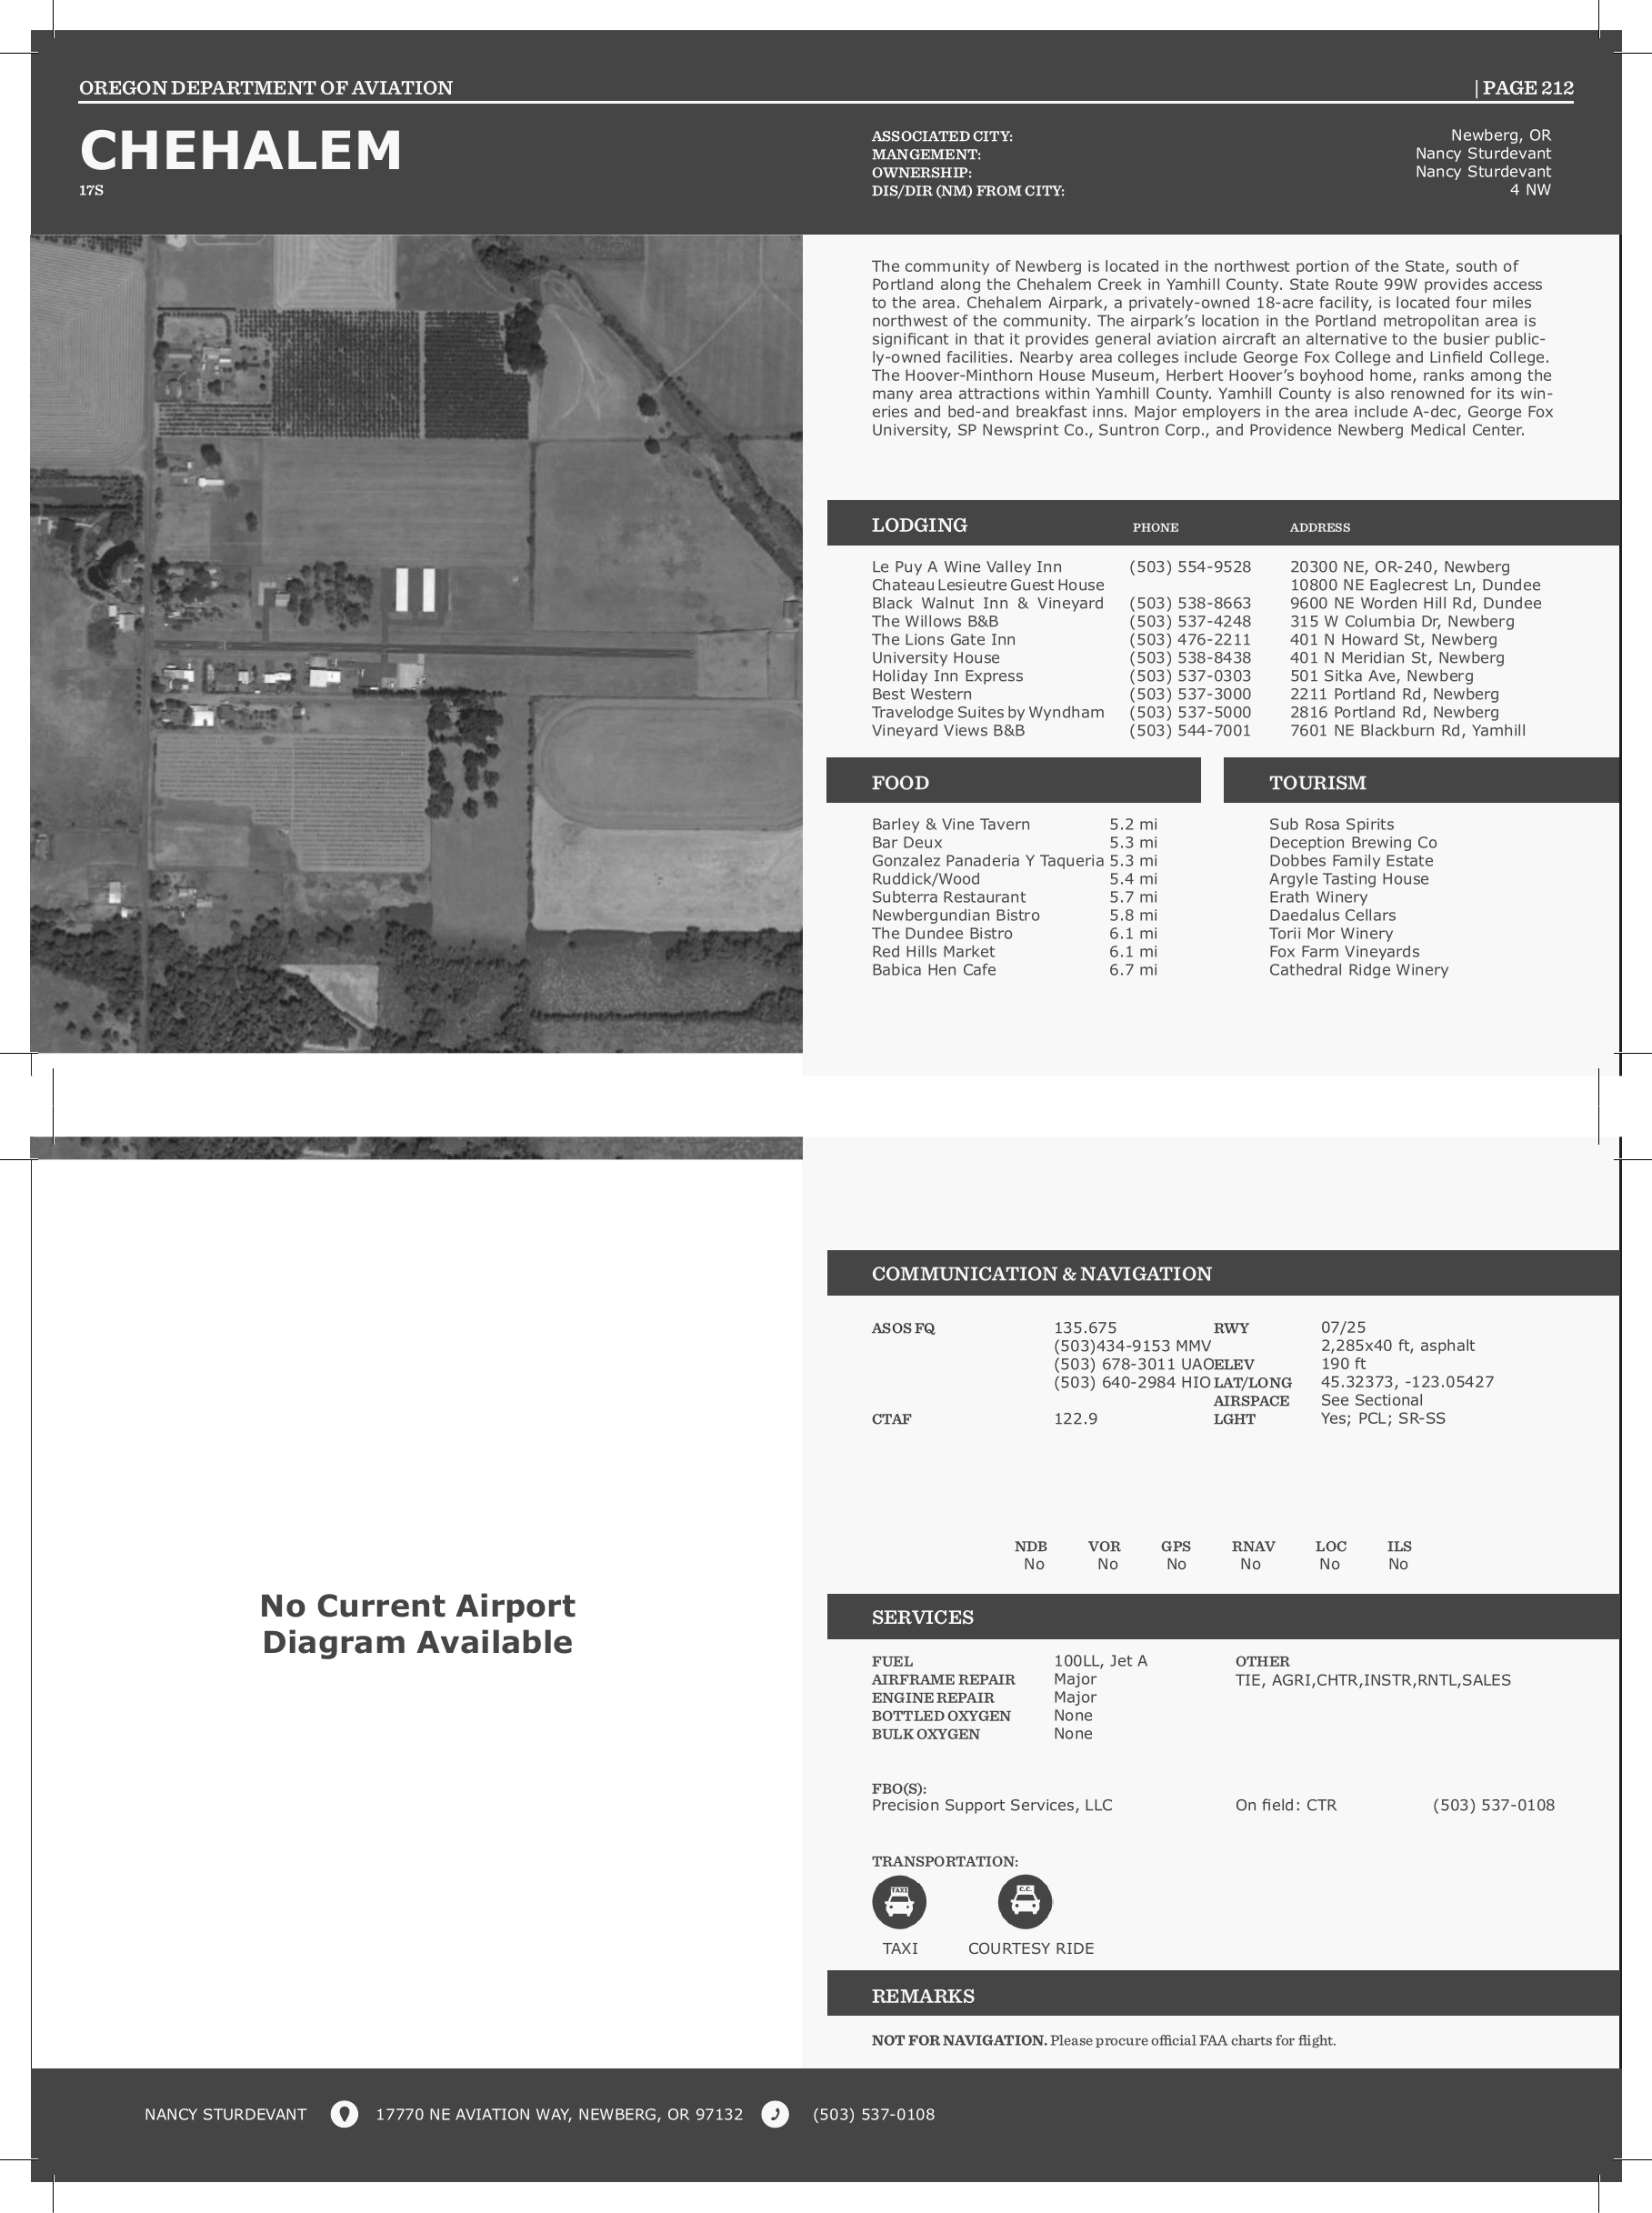 OREGON DEPARTMENT OF AVIATION | PAGE 212
CHEHALEM
17S
ASSOCIATED CITY: Newberg, OR
MANGEMENT: Nancy Sturdevant
OWNERSHIP: Nancy Sturdevant
DIS/DIR (NM) FROM CITY: 4 NW
The community of Newberg is located in the northwest portion of the State, south of
Portland along the Chehalem Creek in Yamhill County. State Route 99W provides access
to the area. Chehalem Airpark, a privately-owned 18-acre facility, is located four miles
northwest of the community. The airpark’s location in the Portland metropolitan area is
significant in that it provides general aviation aircraft an alternative to the busier public-
ly-owned facilities. Nearby area colleges include George Fox College and Linfield College.
The Hoover-Minthorn House Museum, Herbert Hoover’s boyhood home, ranks among the
many area attractions within Yamhill County. Yamhill County is also renowned for its win-
eries and bed-and breakfast inns. Major employers in the area include A-dec, George Fox
University, SP Newsprint Co., Suntron Corp., and Providence Newberg Medical Center.
LODGING PHONE ADDRESS
Le Puy A Wine Valley Inn (503) 554-9528 20300 NE, OR-240, Newberg
Chateau Lesieutre Guest House 10800 NE Eaglecrest Ln, Dundee
Black Walnut Inn & Vineyard (503) 538-8663 9600 NE Worden Hill Rd, Dundee
The Willows B&B (503) 537-4248 315 W Columbia Dr, Newberg
The Lions Gate Inn (503) 476-2211 401 N Howard St, Newberg
University House (503) 538-8438 401 N Meridian St, Newberg
Holiday Inn Express (503) 537-0303 501 Sitka Ave, Newberg
Best Western (503) 537-3000 2211 Portland Rd, Newberg
Travelodge Suites by Wyndham (503) 537-5000 2816 Portland Rd, Newberg
Vineyard Views B&B (503) 544-7001 7601 NE Blackburn Rd, Yamhill
FOOD
Barley & Vine Tavern 5.2 mi
Bar Deux 5.3 mi
Gonzalez Panaderia Y Taqueria 5.3 mi
Ruddick/Wood 5.4 mi
Subterra Restaurant 5.7 mi
Newbergundian Bistro 5.8 mi
The Dundee Bistro 6.1 mi
Red Hills Market 6.1 mi
Babica Hen Cafe 6.7 mi
TOURISM
Sub Rosa Spirits
Deception Brewing Co
Dobbes Family Estate
Argyle Tasting House
Erath Winery
Daedalus Cellars
Torii Mor Winery
Fox Farm Vineyards
Cathedral Ridge Winery
No Current Airport
Diagram Available
COMMUNICATION & NAVIGATION
ASOS FQ 135.675 RWY 07/25
(503)434-9153 MMV 2,285x40 ft, asphalt
(503) 678-3011 UAO ELEV 190 ft
(503) 640-2984 HIO LAT/LONG 45.32373, -123.05427
AIRSPACE See Sectional
CTAF 122.9 LGHT Yes; PCL; SR-SS
NDB VOR GPS RNAV LOC ILS
No No No No No No
SERVICES
FUEL 100LL, Jet A OTHER
AIRFRAME REPAIR Major TIE, AGRI,CHTR,INSTR,RNTL,SALES
ENGINE REPAIR Major
BOTTLED OXYGEN None
BULK OXYGEN None
FBO(S):
Precision Support Services, LLC On field: CTR (503) 537-0108
TRANSPORTATION:
TAXI C.C.
TAXI COURTESY RIDE
REMARKS
NOT FOR NAVIGATION. Please procure official FAA charts for flight.
NANCY STURDEVANT 17770 NE AVIATION WAY, NEWBERG, OR 97132 (503) 537-0108